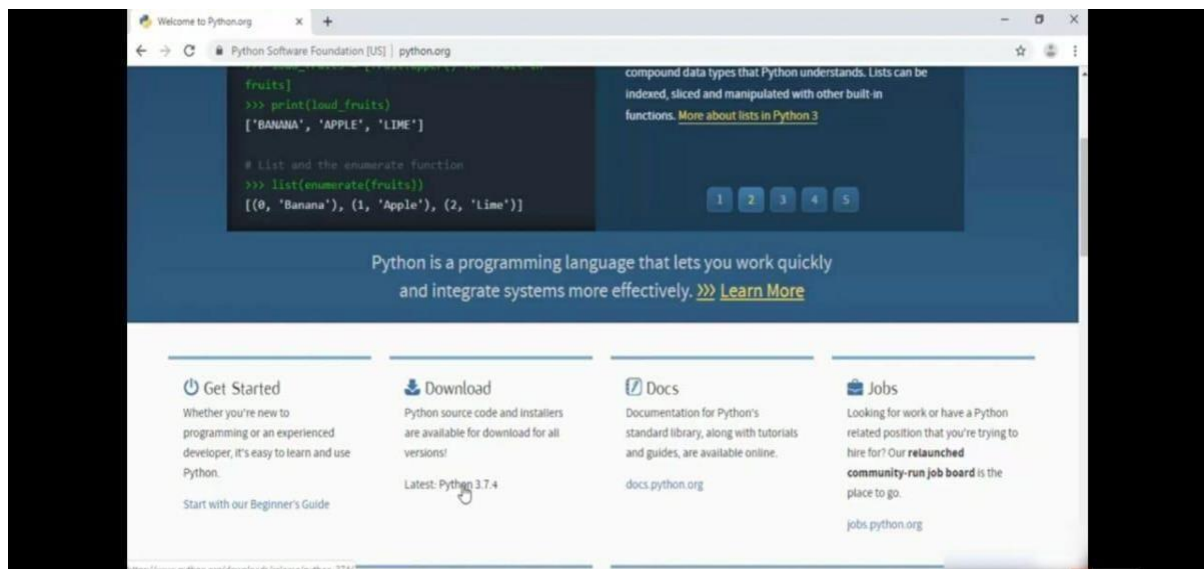 Welcome to Python.org
Python Software Foundation [US] | python.org
fruits]
>>> print(loud_fruits)
['BANANA', 'APPLE', 'LIME']
# List and the enumerate function
>>> list(enumerate(fruits))
[(0, 'Banana'), (1, 'Apple'), (2, 'Lime')]
compound data types that Python understands. Lists can be
indexed, sliced and manipulated with other built-in
functions. More about lists in Python 3
1 2 3 4 5
Python is a programming language that lets you work quickly
and integrate systems more effectively. >>> Learn More
Get Started
Whether you're new to
programming or an experienced
developer, it's easy to learn and use
Python.
Start with our Beginner's Guide
Download
Python source code and installers
are available for download for all
versions!
Latest: Python 3.7.4
Docs
Documentation for Python's
standard library, along with tutorials
and guides, are available online.
docs.python.org
Jobs
Looking for work or have a Python
related position that you're trying to
hire for? Our relaunched
community-run job board is the
place to go.
jobs.python.org